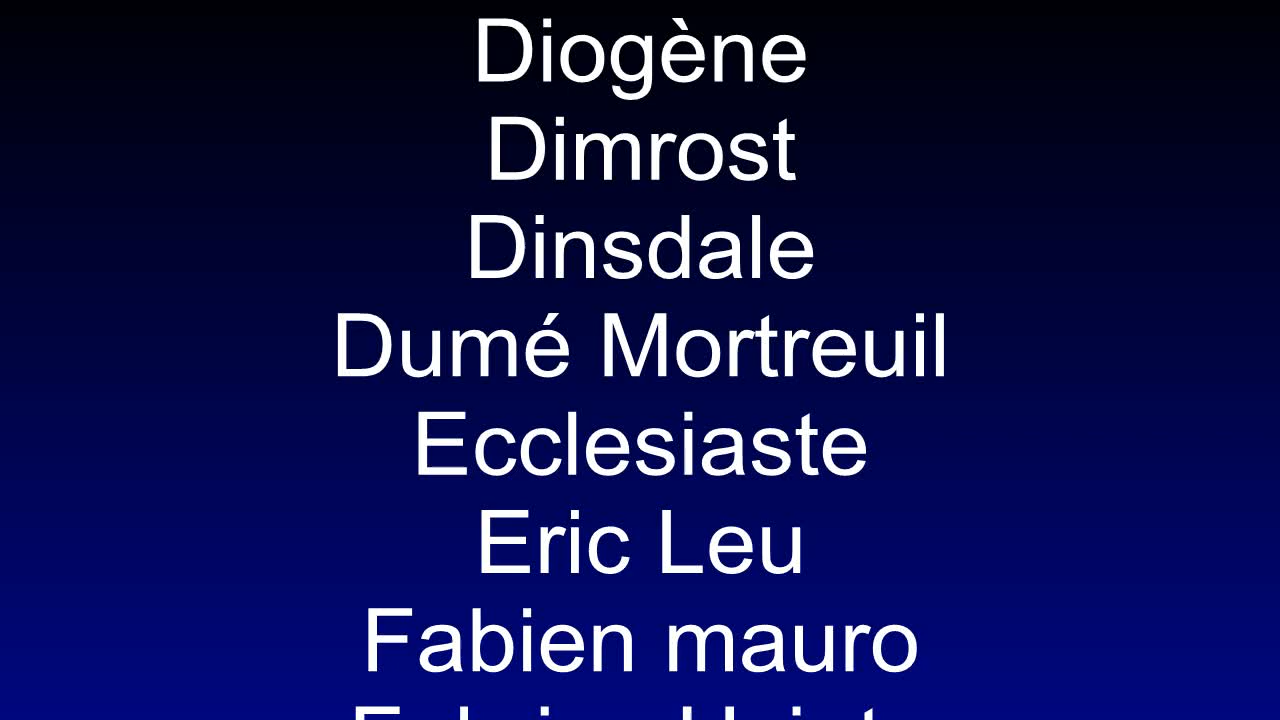 Diogène
Dimrost
Dinsdale
Dumé Mortreuil
Ecclesiaste
Eric Leu
Fabien mauro